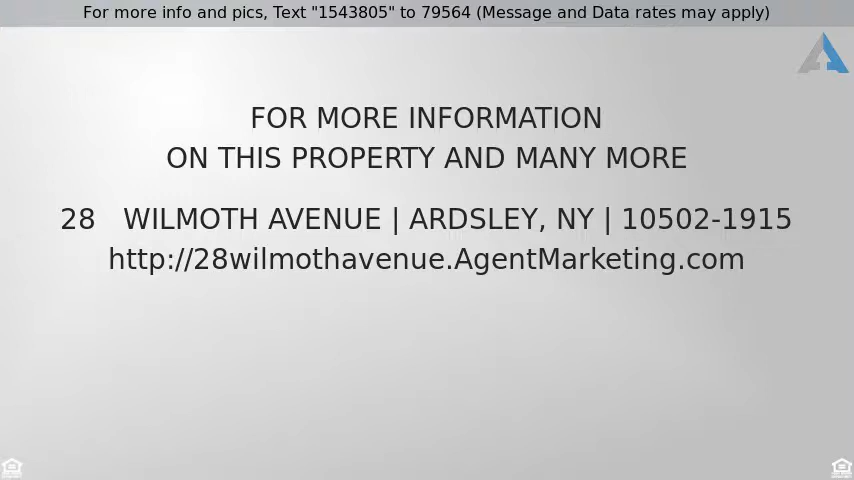 For more info and pics, Text "1543805" to 79564 (Message and Data rates may apply)
FOR MORE INFORMATION
ON THIS PROPERTY AND MANY MORE
28 WILMOTH AVENUE | ARDSLEY, NY | 10502-1915
http://28wilmothavenue.AgentMarketing.com